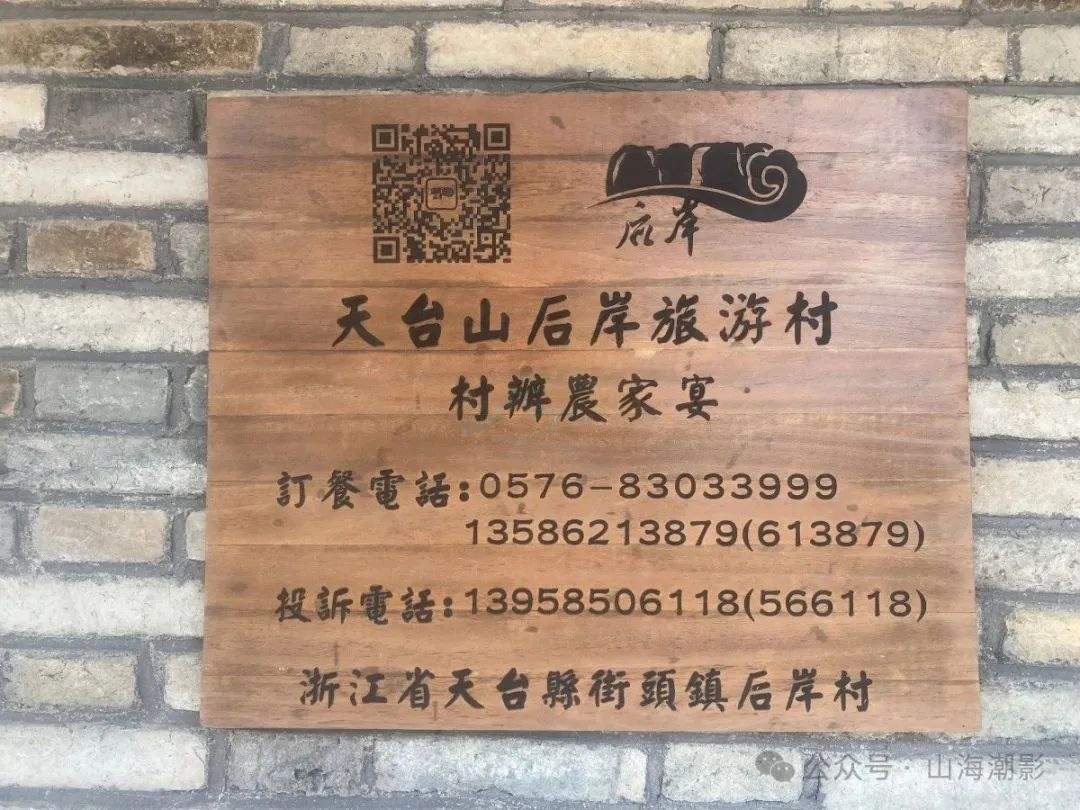 后岸
天台山后岸旅游村
村辦農家宴
訂餐電話:0576-83033999
13586213879(613879)
投訴電話:13958506118(566118)
浙江省天台縣街頭鎮后岸村
公众号·山海潮影